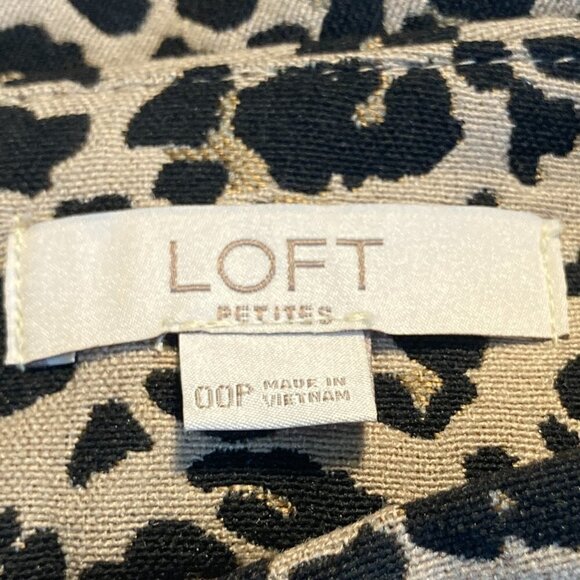 LOFT
PETITES
00P MADE IN
VIETNAM